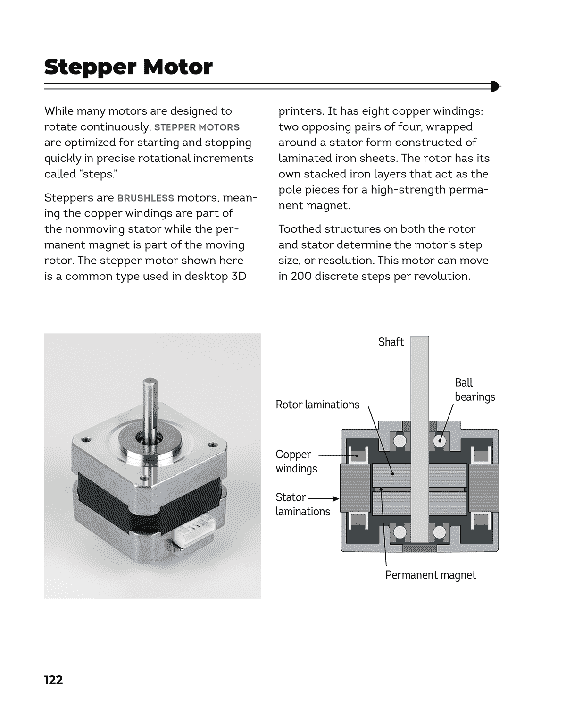 Stepper Motor
While many motors are designed to
rotate continuously, STEPPER MOTORS
are optimized for starting and stopping
quickly in precise rotational increments
called "steps."
Steppers are BRUSHLESS motors, mean-
ing the copper windings are part of
the nonmoving stator while the per-
manent magnet is part of the moving
rotor. The stepper motor shown here
is a common type used in desktop 3D
printers. It has eight copper windings:
two opposing pairs of four, wrapped
around a stator form constructed of
laminated iron sheets. The rotor has its
own stacked iron layers that act as the
pole pieces for a high-strength perma-
nent magnet.
Toothed structures on both the rotor
and stator determine the motor's step
size, or resolution. This motor can move
in 200 discrete steps per revolution.
Shaft
Ball
bearings
Rotor laminations
Copper
windings
Stator
laminations
Permanent magnet
122